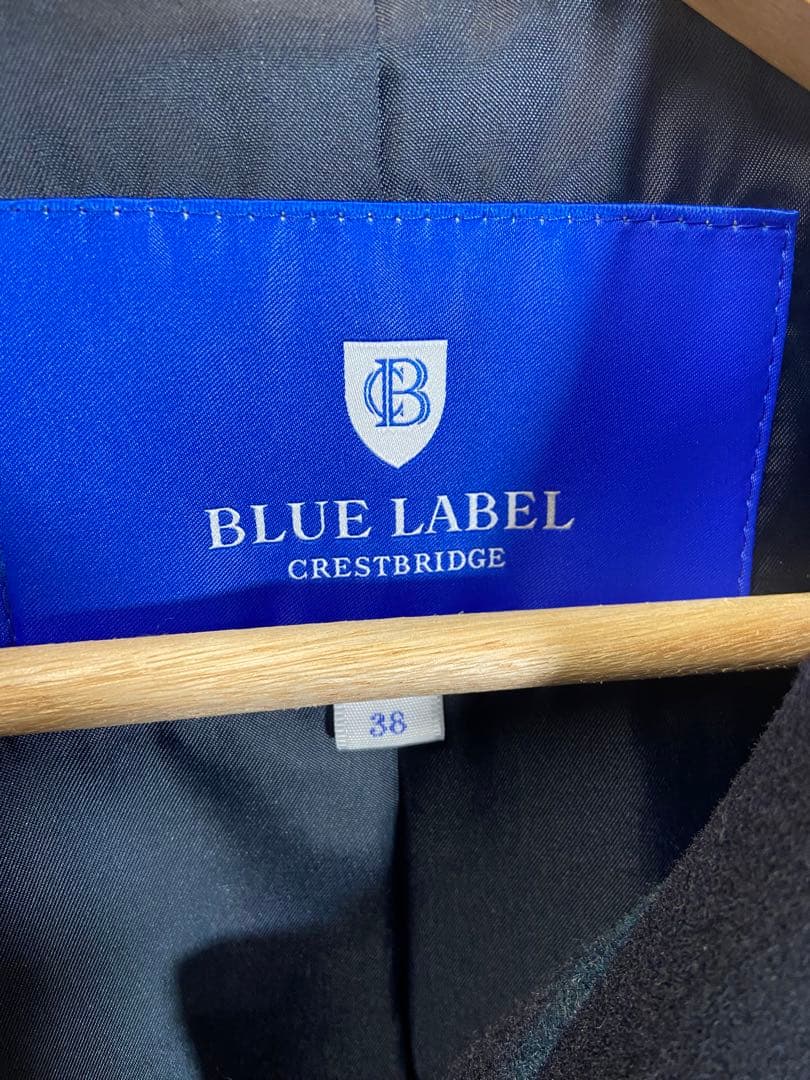 CB
BLUE LABEL
CRESTBRIDGE
38